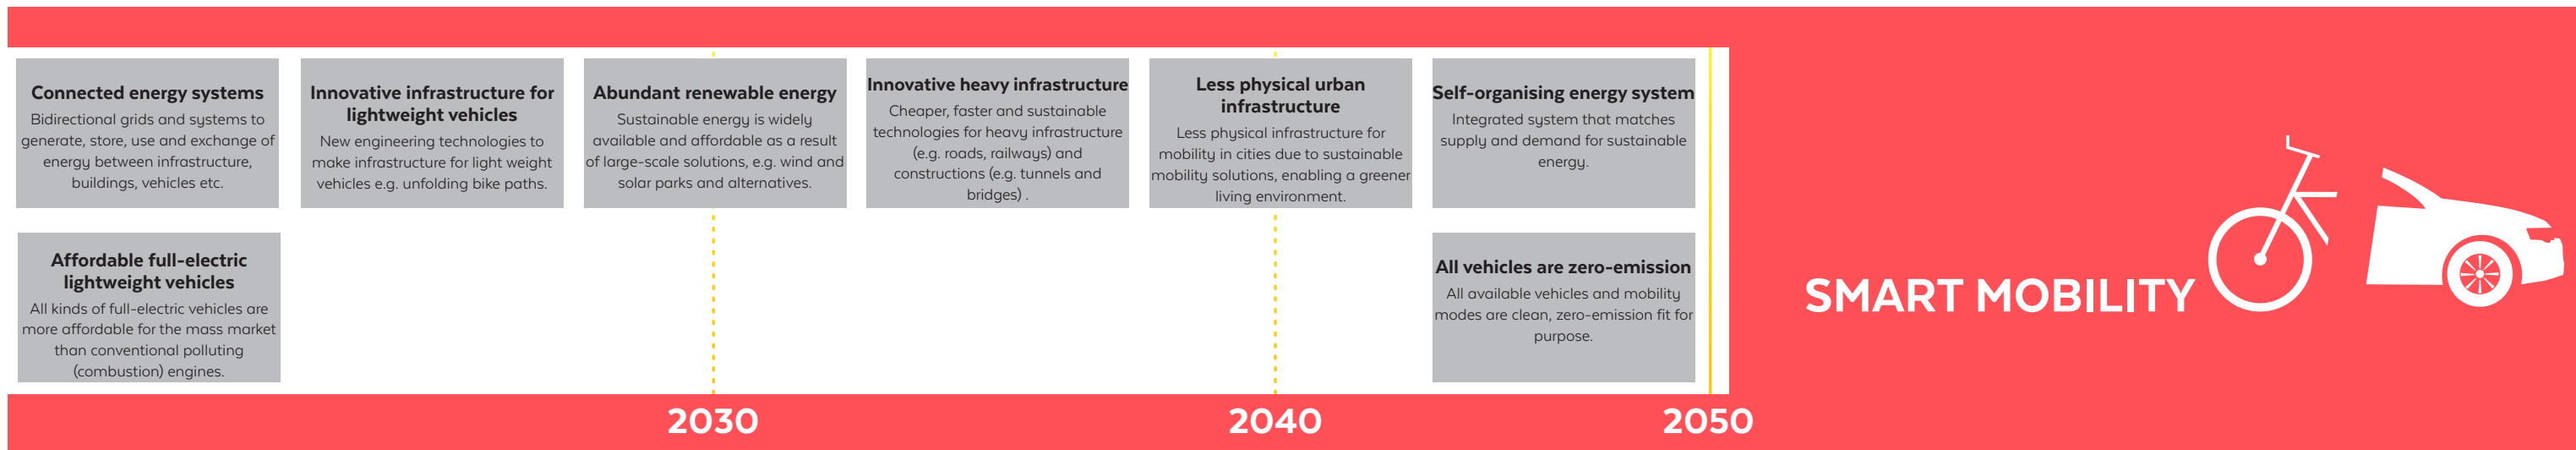 Connected energy systems
Bidirectional grids and systems to
generate, store, use and exchange of
energy between infrastructure,
buildings, vehicles etc.
Innovative infrastructure for
lightweight vehicles
New engineering technologies to
make infrastructure for light weight
vehicles e.g. unfolding bike paths.
Abundant renewable energy
Sustainable energy is widely
available and affordable as a result
of large-scale solutions, e.g. wind and
solar parks and alternatives.
Innovative heavy infrastructure
Cheaper, faster and sustainable
technologies for heavy infrastructure
(e.g. roads, railways) and
constructions (e.g. tunnels and
bridges) .
Less physical urban
infrastructure
Less physical infrastructure for
mobility in cities due to sustainable
mobility solutions, enabling a greener
living environment.
Self-organising energy system
Integrated system that matches
supply and demand for sustainable
energy.
Affordable full-electric
lightweight vehicles
All kinds of full-electric vehicles are
more affordable for the mass market
than conventional polluting
(combustion) engines.
All vehicles are zero-emission
All available vehicles and mobility
modes are clean, zero-emission fit for
purpose.
SMART MOBILITY
2030
2040
2050